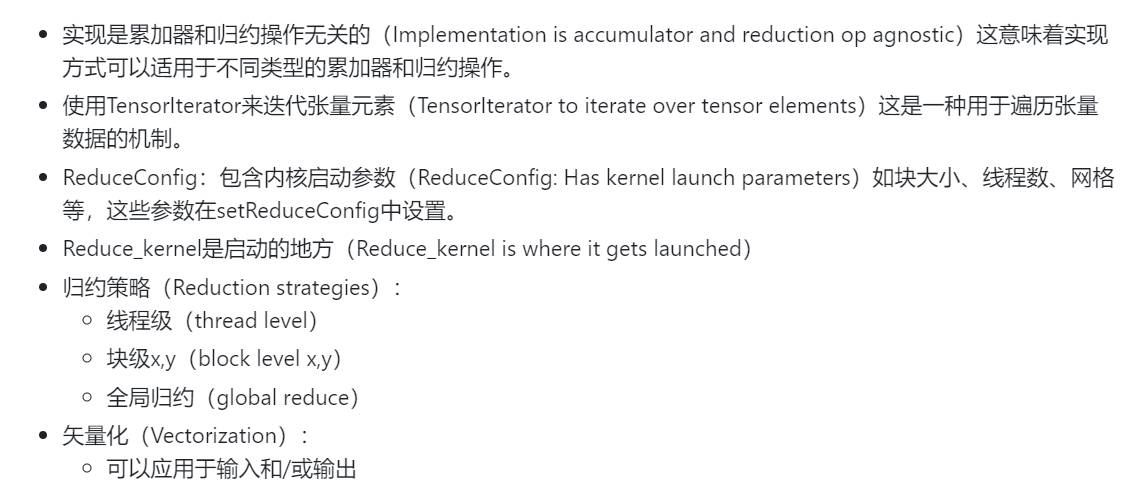 实现是累加器和归约操作无关的（Implementation is accumulator and reduction op agnostic）这意味着实现
方式可以适用于不同类型的累加器和归约操作。
使用TensorIterator来迭代张量元素（TensorIterator to iterate over tensor elements）这是一种用于遍历张量
数据的机制。
ReduceConfig：包含内核启动参数（ReduceConfig: Has kernel launch parameters）如块大小、线程数、网格
等，这些参数在setReduceConfig中设置。
Reduce_kernel是启动的地方（Reduce_kernel is where it gets launched）
归约策略（Reduction strategies）：
线程级（thread level）
块级x,y（block level x,y）
全局归约（global reduce）
矢量化（Vectorization）：
可以应用于输入和/或输出